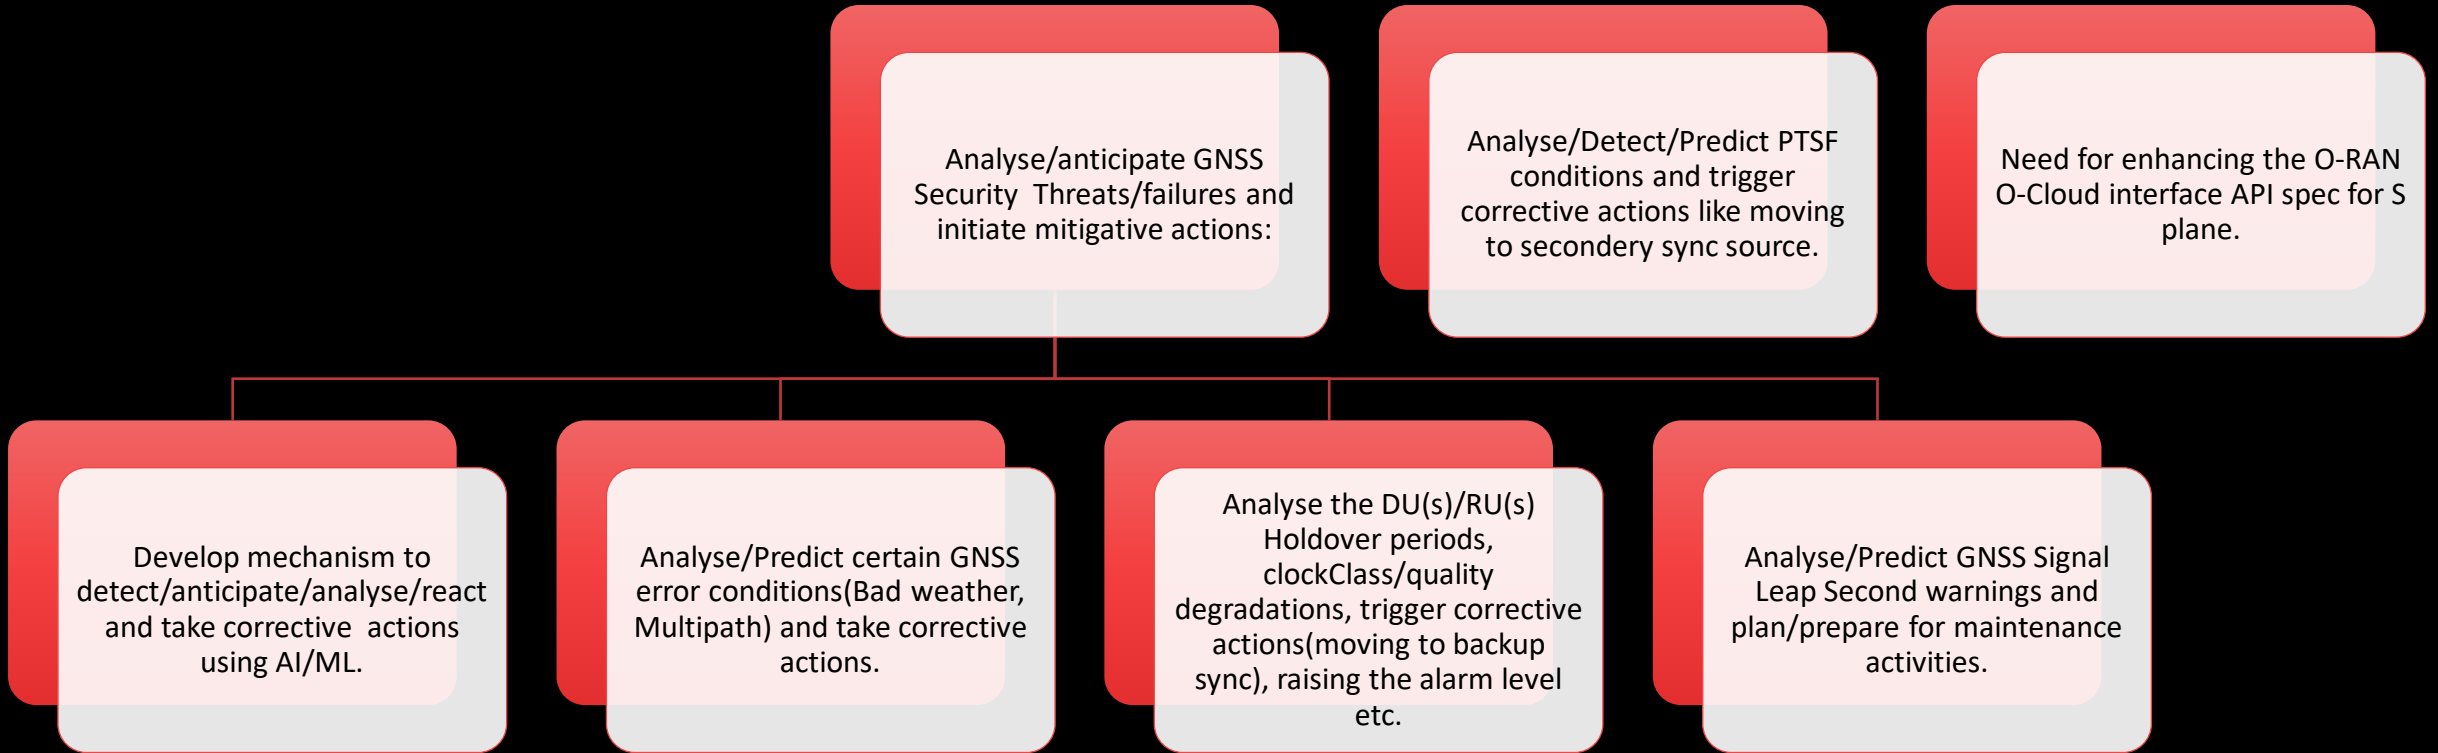 Analyse/anticipate GNSS
Security  Threats/failures and
initiate mitigative actions:
Analyse/Detect/Predict PTSF
conditions and trigger
corrective actions like moving
to secondery sync source.
Need for enhancing the O-RAN
O-Cloud interface API spec for S
plane.
Develop mechanism to
detect/anticipate/analyse/react
and take corrective  actions
using AI/ML.
Analyse/Predict certain GNSS
error conditions(Bad weather,
Multipath) and take corrective
actions.
Analyse the DU(s)/RU(s)
Holdover periods,
clockClass/quality
degradations, trigger corrective
actions(moving to backup
sync), raising the alarm level
etc.
Analyse/Predict GNSS Signal
Leap Second warnings and
plan/prepare for maintenance
activities.